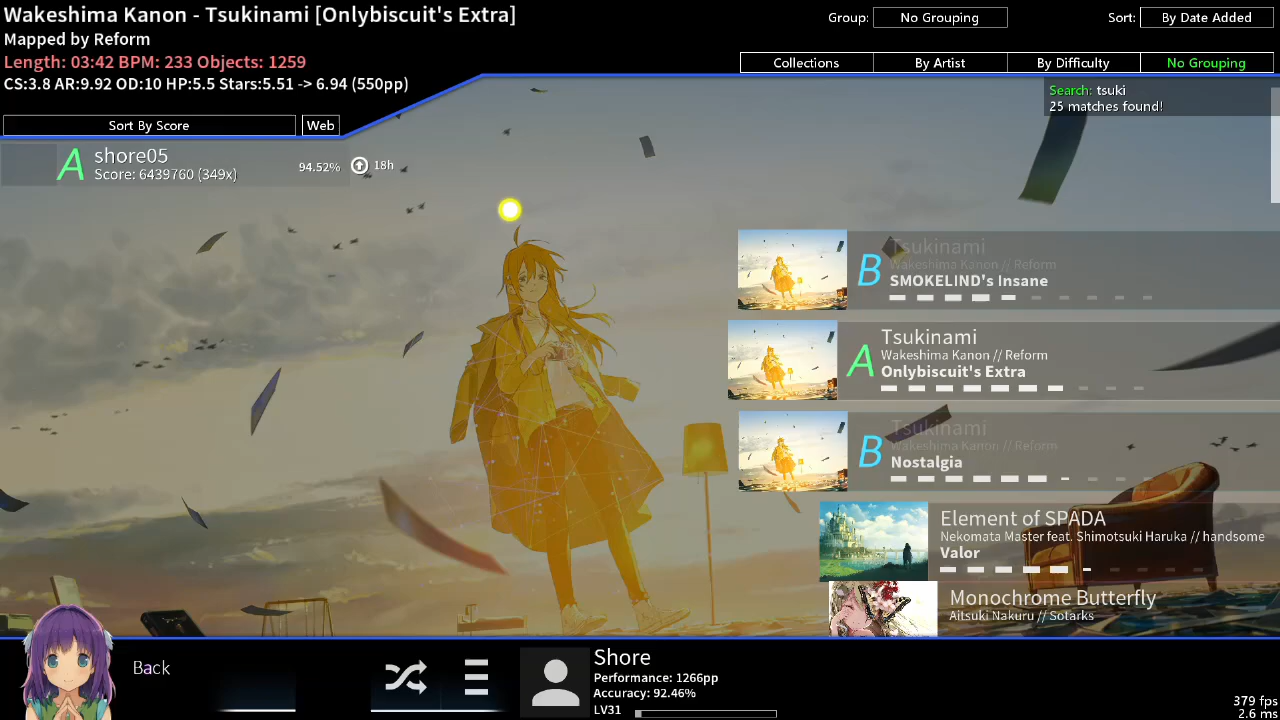 Wakeshima Kanon - Tsukinami [Onlybiscuit's Extra]
Mapped by Reform
Length: 03:42 BPM: 233 Objects: 1259
CS:3.8 AR:9.92 OD:10 HP:5.5 Stars:5.51 -> 6.94 (550pp)
Group: No Grouping Sort: By Date Added
Collections By Artist By Difficulty No Grouping
Search: tsuki
25 matches found!
Sort By Score Web
A shore05 94.52% 18h
Score: 6439760 (349x)
Tsukinami
Wakeshima Kanon // Reform
B SMOKELIND's Insane
Tsukinami
Wakeshima Kanon // Reform
A Onlybiscuit's Extra
Tsukinami
Wakeshima Kanon // Reform
B Nostalgia
Element of SPADA
Nekomata Master feat. Shimotsuki Haruka // handsome
Valor
Monochrome Butterfly
Aitsuki Nakuru // Sotarks
Back
Shore
Performance: 1266pp
Accuracy: 92.46%
LV31
379 fps
2.6 ms